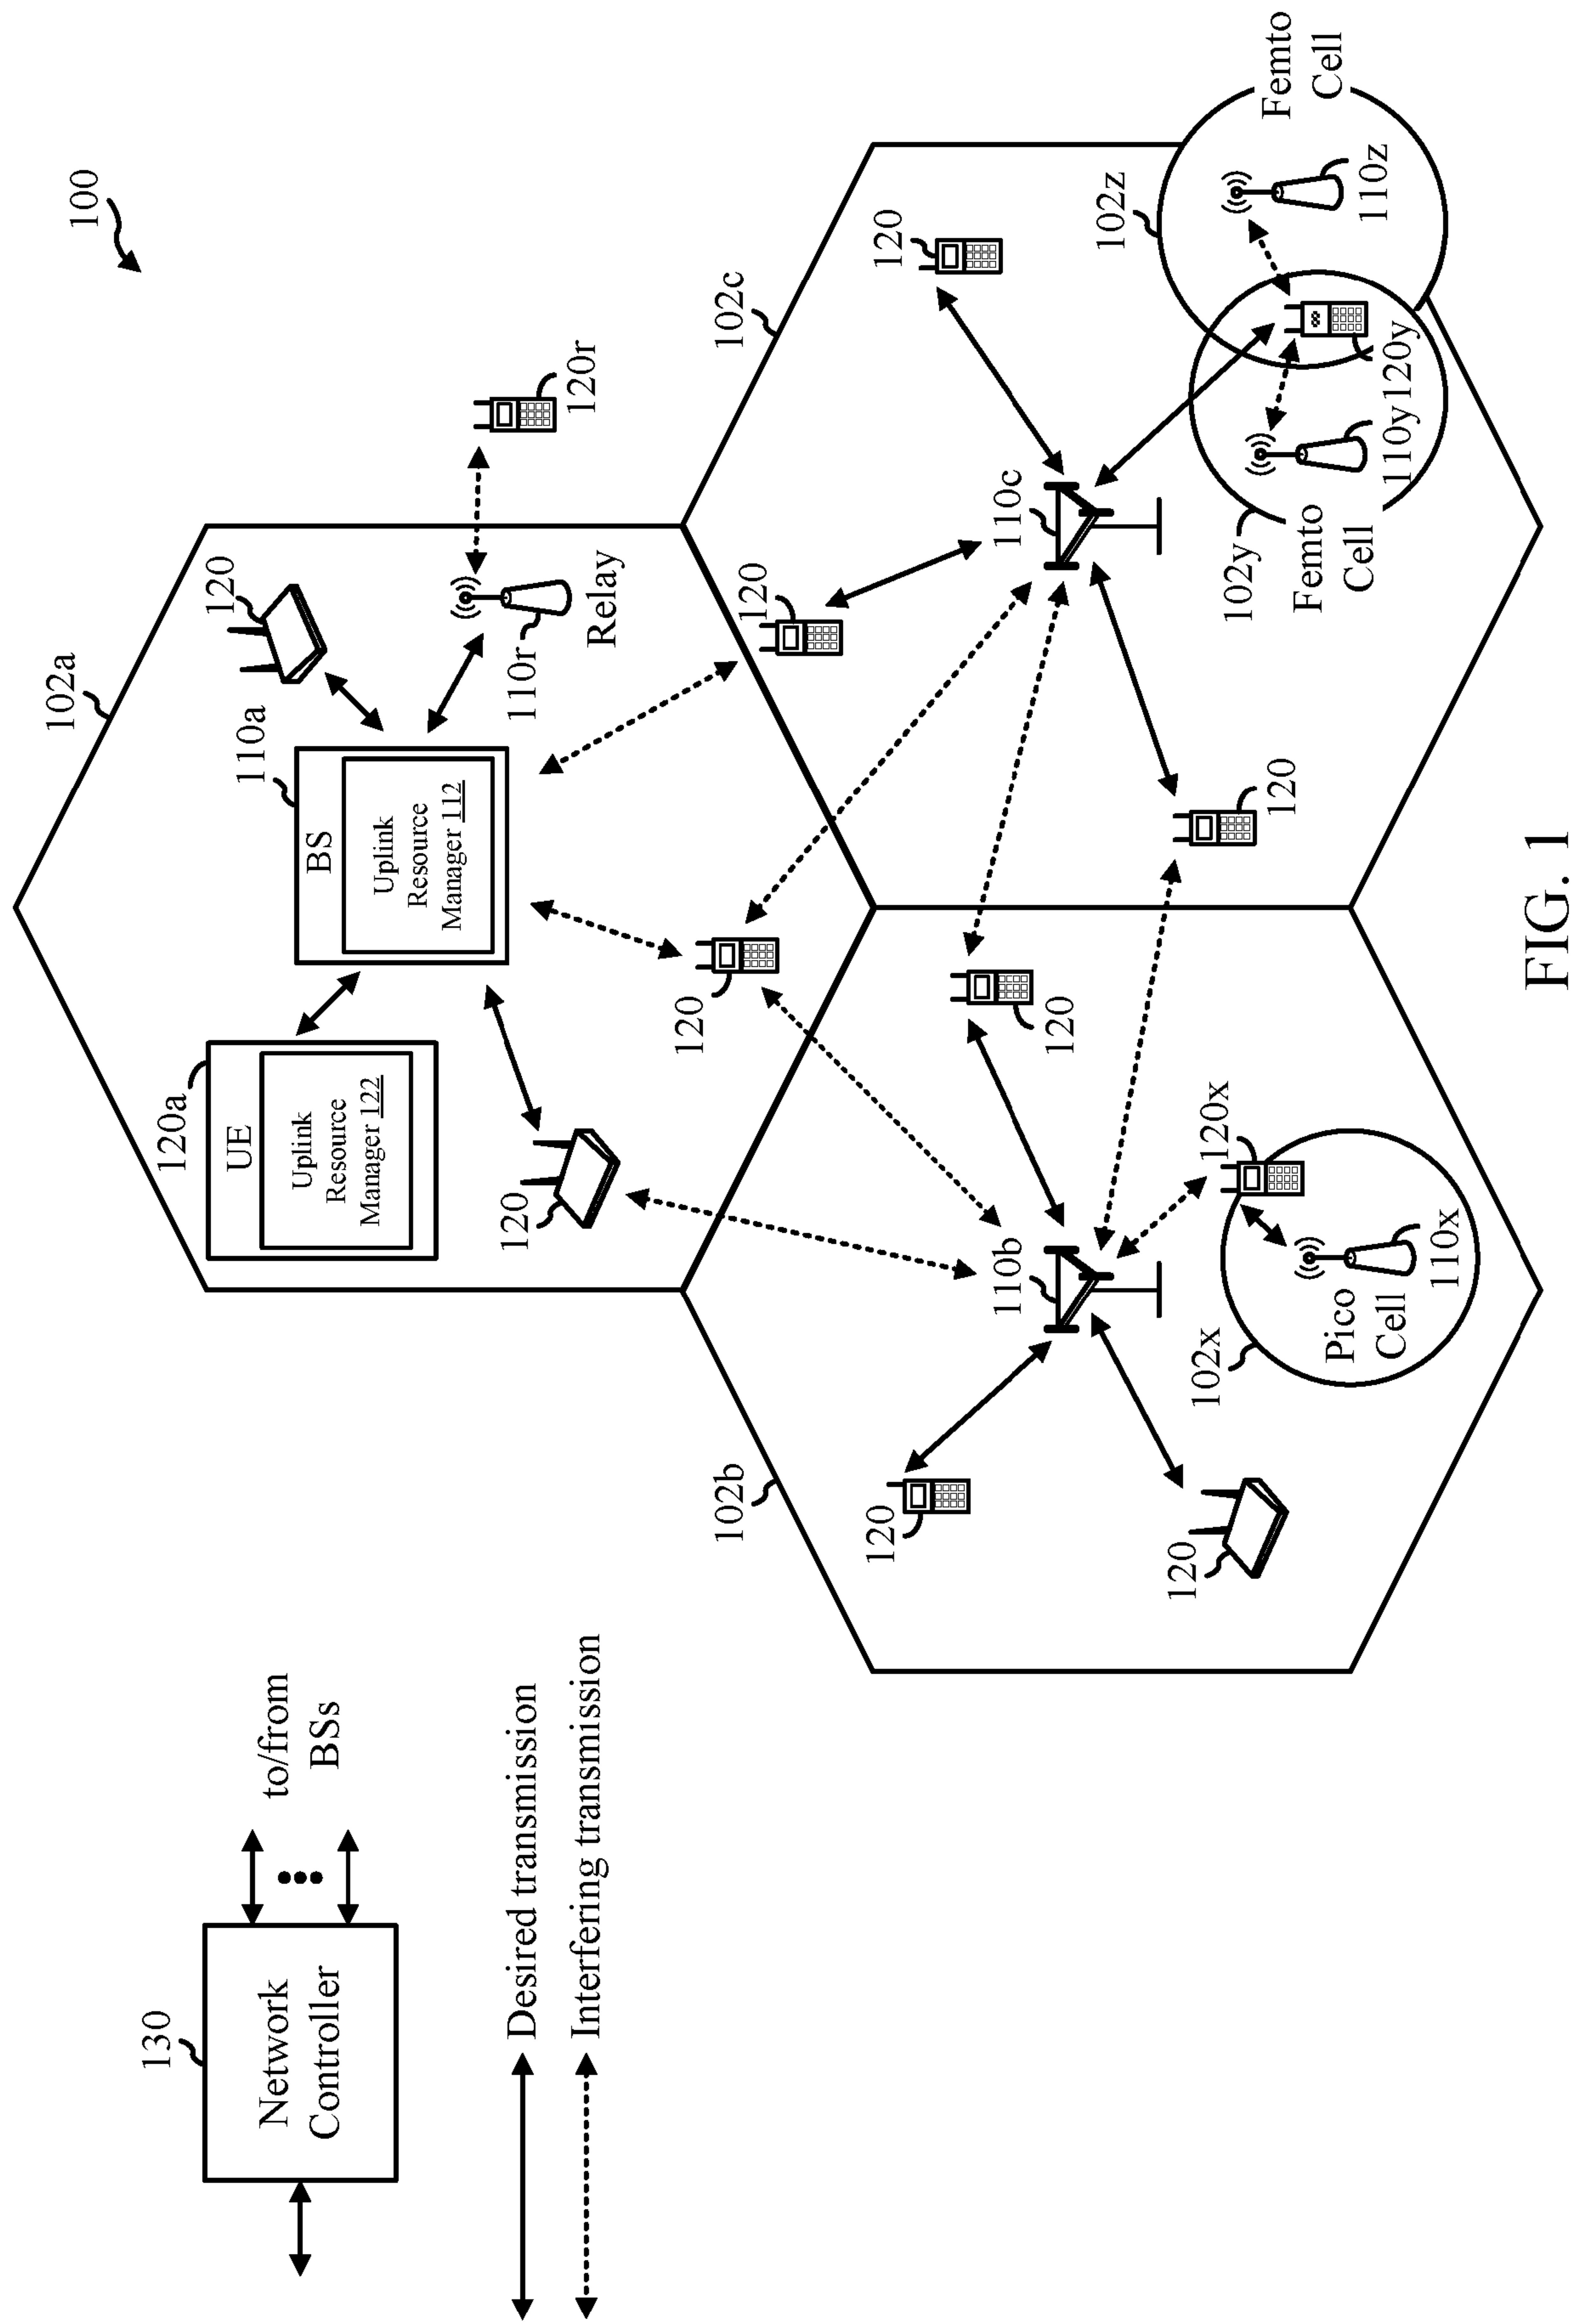 100
130
Network
Controller
to/from
BSs
Desired transmission
Interfering transmission
102a
120a
UE
Uplink
Resource
Manager 122
110a
BS
Uplink
Resource
Manager 112
120
120
110r
Relay
120r
120
102b
120
120
110b
120
102x
Pico
Cell
110x
120x
102c
120
120
110c
120
102y
Femto
Cell
110y
120y
102z
110z
Femto
Cell
FIG. 1